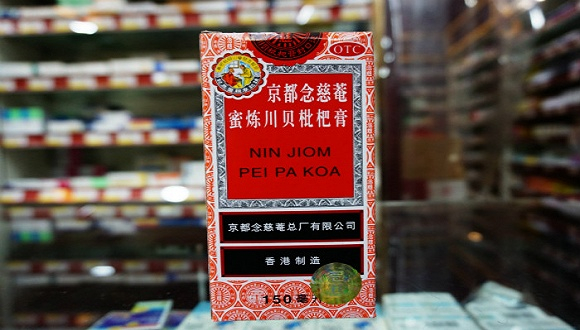 OTC
京都念慈菴
蜜炼川贝枇杷膏
NIN JIOM
PEI PA KOA
京都念慈菴总厂有限公司
香港制造
150毫